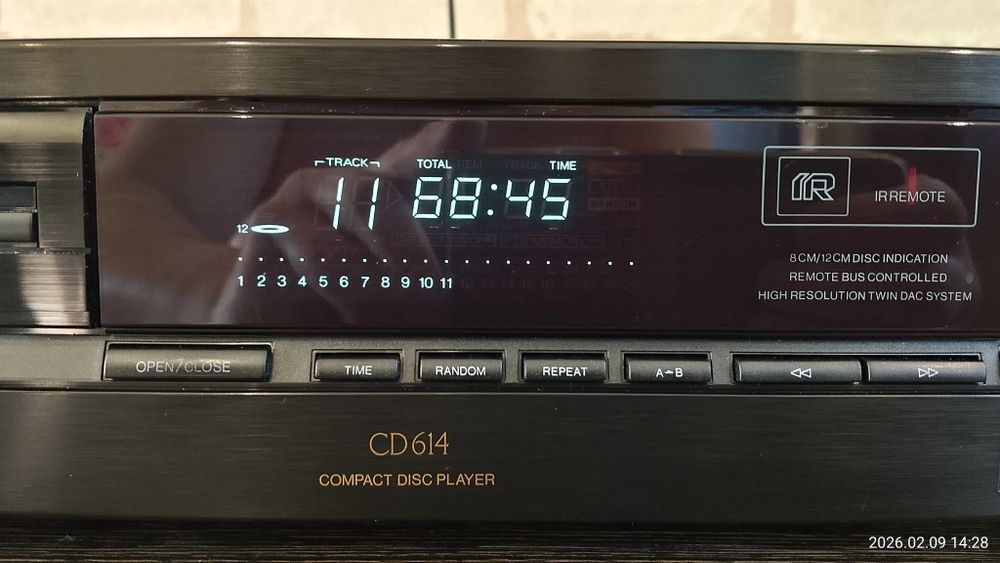 TRACK TOTAL TIME
11 68:45
12
1 2 3 4 5 6 7 8 9 10 11
IR
IR REMOTE
8CM/12CM DISC INDICATION
REMOTE BUS CONTROLLED
HIGH RESOLUTION TWIN DAC SYSTEM
OPEN/CLOSE TIME RANDOM REPEAT A-B
CD614
COMPACT DISC PLAYER
2026.02.09 14:28